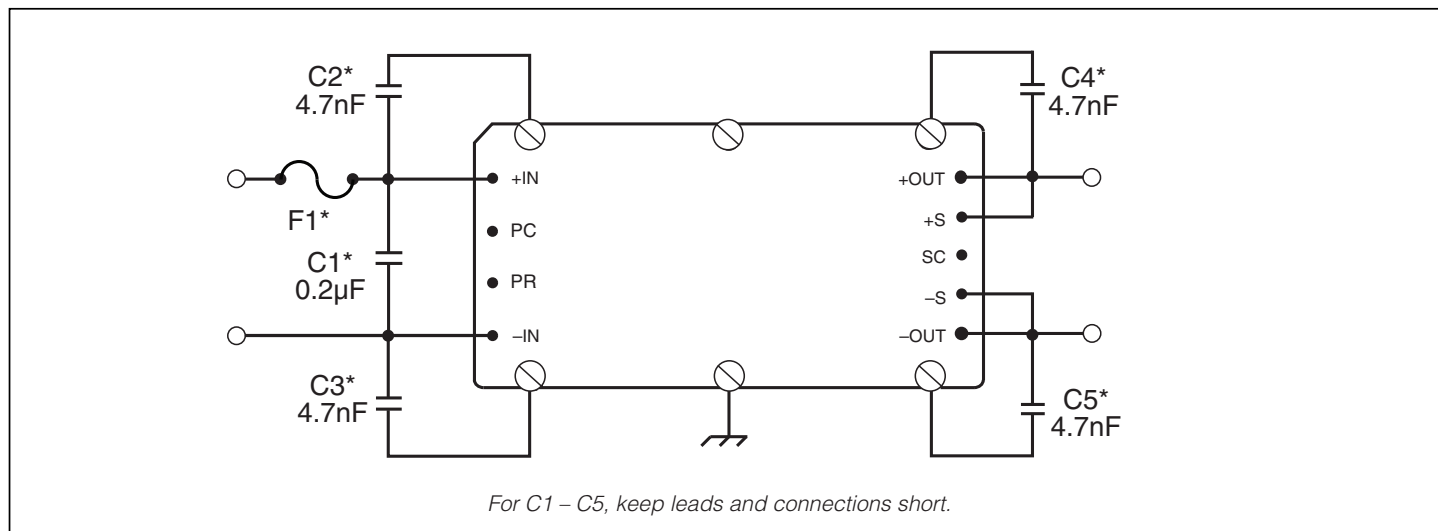 C2*
4.7nF
C4*
4.7nF
+IN
+OUT
F1*
+S
PC
C1*
0.2µF
SC
PR
–S
–IN
–OUT
C3*
4.7nF
C5*
4.7nF
For C1 – C5, keep leads and connections short.